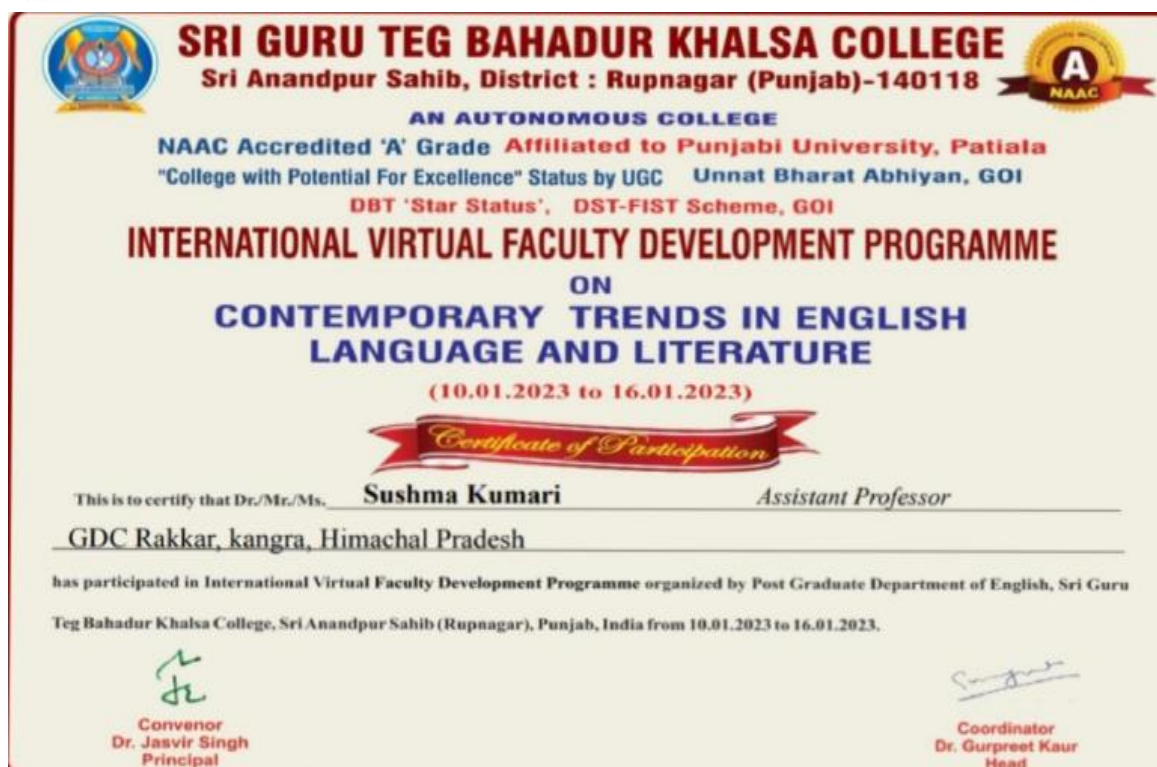 SRI GURU TEG BAHADUR KHALSA COLLEGE
Sri Anandpur Sahib, District : Rupnagar (Punjab)-140118
A
NAAC
AN AUTONOMOUS COLLEGE
NAAC Accredited 'A' Grade Affiliated to Punjabi University, Patiala
"College with Potential For Excellence" Status by UGC Unnat Bharat Abhiyan, GOI
DBT 'Star Status', DST-FIST Scheme, GOI
INTERNATIONAL VIRTUAL FACULTY DEVELOPMENT PROGRAMME
ON
CONTEMPORARY TRENDS IN ENGLISH
LANGUAGE AND LITERATURE
(10.01.2023 to 16.01.2023)
Certificate of Participation
This is to certify that Dr./Mr./Ms. Sushma Kumari Assistant Professor
GDC Rakkar, kangra, Himachal Pradesh
has participated in International Virtual Faculty Development Programme organized by Post Graduate Department of English, Sri Guru
Teg Bahadur Khalsa College, Sri Anandpur Sahib (Rupnagar), Punjab, India from 10.01.2023 to 16.01.2023.
Convenor
Dr. Jasvir Singh
Principal
Coordinator
Dr. Gurpreet Kaur
Head